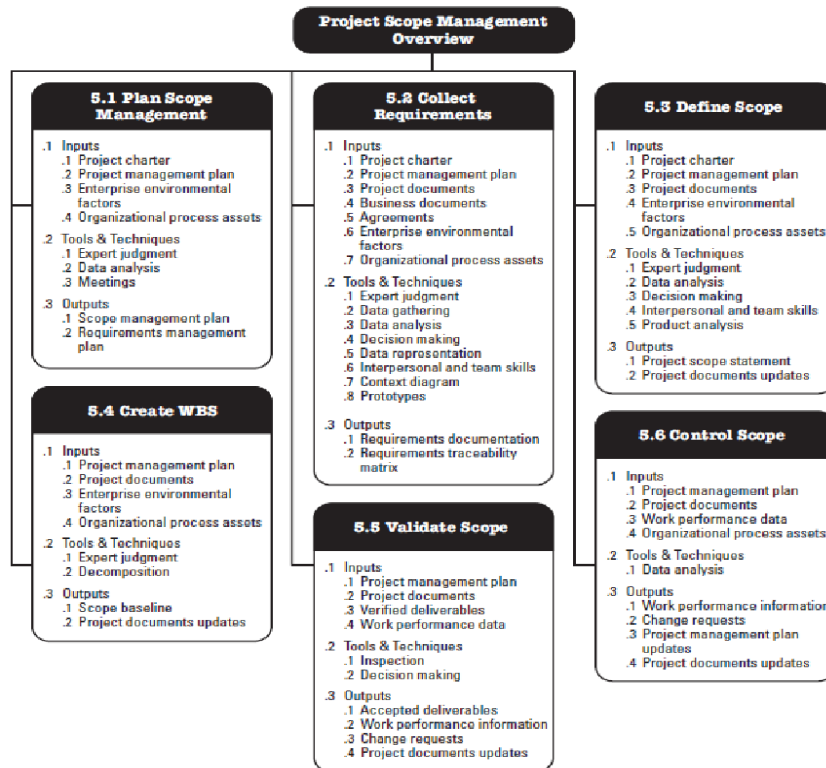 Project Scope Management
Overview
5.1 Plan Scope
Management
.1 Inputs
.1 Project charter
.2 Project management plan
.3 Enterprise environmental
factors
.4 Organizational process assets
.2 Tools & Techniques
.1 Expert judgment
.2 Data analysis
.3 Meetings
.3 Outputs
.1 Scope management plan
.2 Requirements management
plan
5.2 Collect
Requirements
.1 Inputs
.1 Project charter
.2 Project management plan
.3 Project documents
.4 Business documents
.5 Agreements
.6 Enterprise environmental
factors
.7 Organizational process assets
.2 Tools & Techniques
.1 Expert judgment
.2 Data gathering
.3 Data analysis
.4 Decision making
.5 Data representation
.6 Interpersonal and team skills
.7 Context diagram
.8 Prototypes
.3 Outputs
.1 Requirements documentation
.2 Requirements traceability
matrix
5.3 Define Scope
.1 Inputs
.1 Project charter
.2 Project management plan
.3 Project documents
.4 Enterprise environmental
factors
.5 Organizational process assets
.2 Tools & Techniques
.1 Expert judgment
.2 Data analysis
.3 Decision making
.4 Interpersonal and team skills
.5 Product analysis
.3 Outputs
.1 Project scope statement
.2 Project documents updates
5.4 Create WBS
.1 Inputs
.1 Project management plan
.2 Project documents
.3 Enterprise environmental
factors
.4 Organizational process assets
.2 Tools & Techniques
.1 Expert judgment
.2 Decomposition
.3 Outputs
.1 Scope baseline
.2 Project documents updates
5.5 Validate Scope
.1 Inputs
.1 Project management plan
.2 Project documents
.3 Verified deliverables
.4 Work performance data
.2 Tools & Techniques
.1 Inspection
.2 Decision making
.3 Outputs
.1 Accepted deliverables
.2 Work performance information
.3 Change requests
.4 Project documents updates
5.6 Control Scope
.1 Inputs
.1 Project management plan
.2 Project documents
.3 Work performance data
.4 Organizational process assets
.2 Tools & Techniques
.1 Data analysis
.3 Outputs
.1 Work performance information
.2 Change requests
.3 Project management plan
updates
.4 Project documents updates